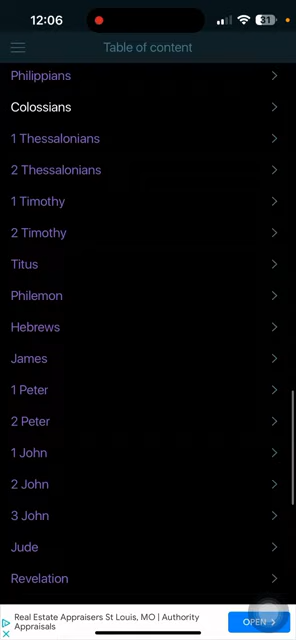 12:06
31
Table of content
Philippians
Colossians
1 Thessalonians
2 Thessalonians
1 Timothy
2 Timothy
Titus
Philemon
Hebrews
James
1 Peter
2 Peter
1 John
2 John
3 John
Jude
Revelation
Real Estate Appraisers St Louis, MO | Authority
Appraisals
OPEN